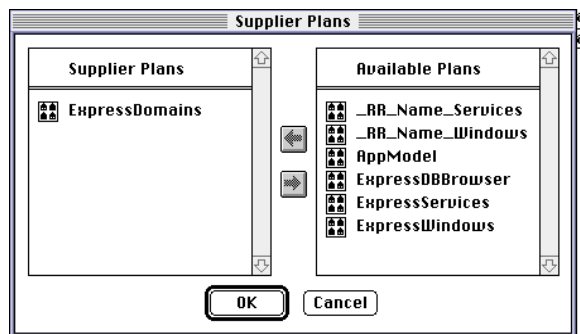 Supplier Plans
Supplier Plans
ExpressDomains
Available Plans
_RR_Name_Services
_RR_Name_Windows
AppModel
ExpressDBBrowser
ExpressServices
ExpressWindows
OK
Cancel